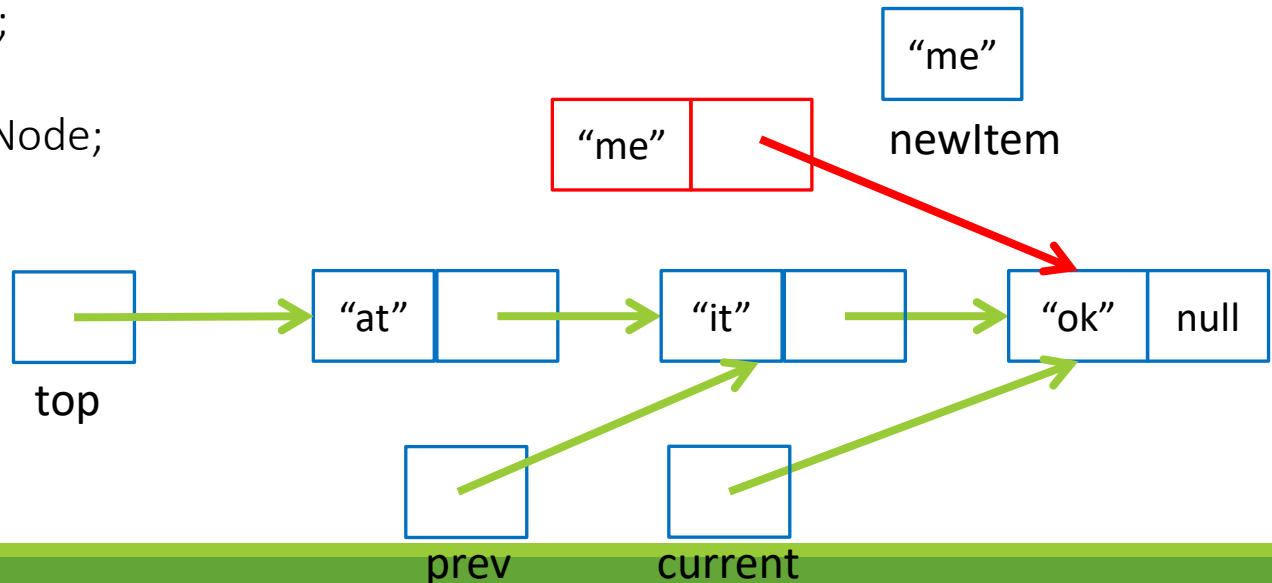 ;
“me”
Node;
“me”
newItem
“at”
“it”
“ok” null
top
prev current